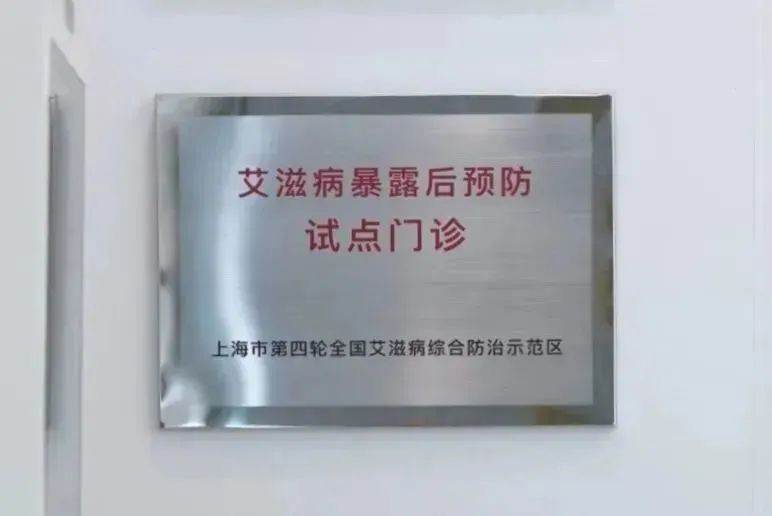 艾滋病暴露后预防
试点门诊
上海市第四轮全国艾滋病综合防治示范区